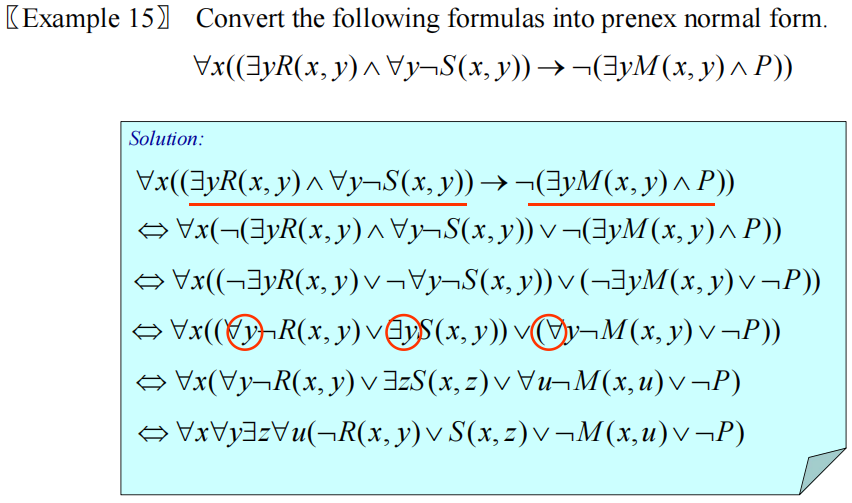 〖Example 15〗 Convert the following formulas into prenex normal form.
∀x((∃yR(x, y) ∧ ∀y¬S(x, y)) → ¬(∃yM(x, y) ∧ P))
Solution:
∀x((∃yR(x, y) ∧ ∀y¬S(x, y)) → ¬(∃yM(x, y) ∧ P))
⇔ ∀x(¬(∃yR(x, y) ∧ ∀y¬S(x, y)) ∨ ¬(∃yM(x, y) ∧ P))
⇔ ∀x((¬∃yR(x, y) ∨ ¬∀y¬S(x, y)) ∨ (¬∃yM(x, y) ∨ ¬P))
⇔ ∀x((∀y¬R(x, y) ∨ ∃yS(x, y)) ∨ (∀y¬M(x, y) ∨ ¬P))
⇔ ∀x(∀y¬R(x, y) ∨ ∃zS(x, z) ∨ ∀u¬M(x, u) ∨ ¬P)
⇔ ∀x∀y∃z∀u(¬R(x, y) ∨ S(x, z) ∨ ¬M(x, u) ∨ ¬P)